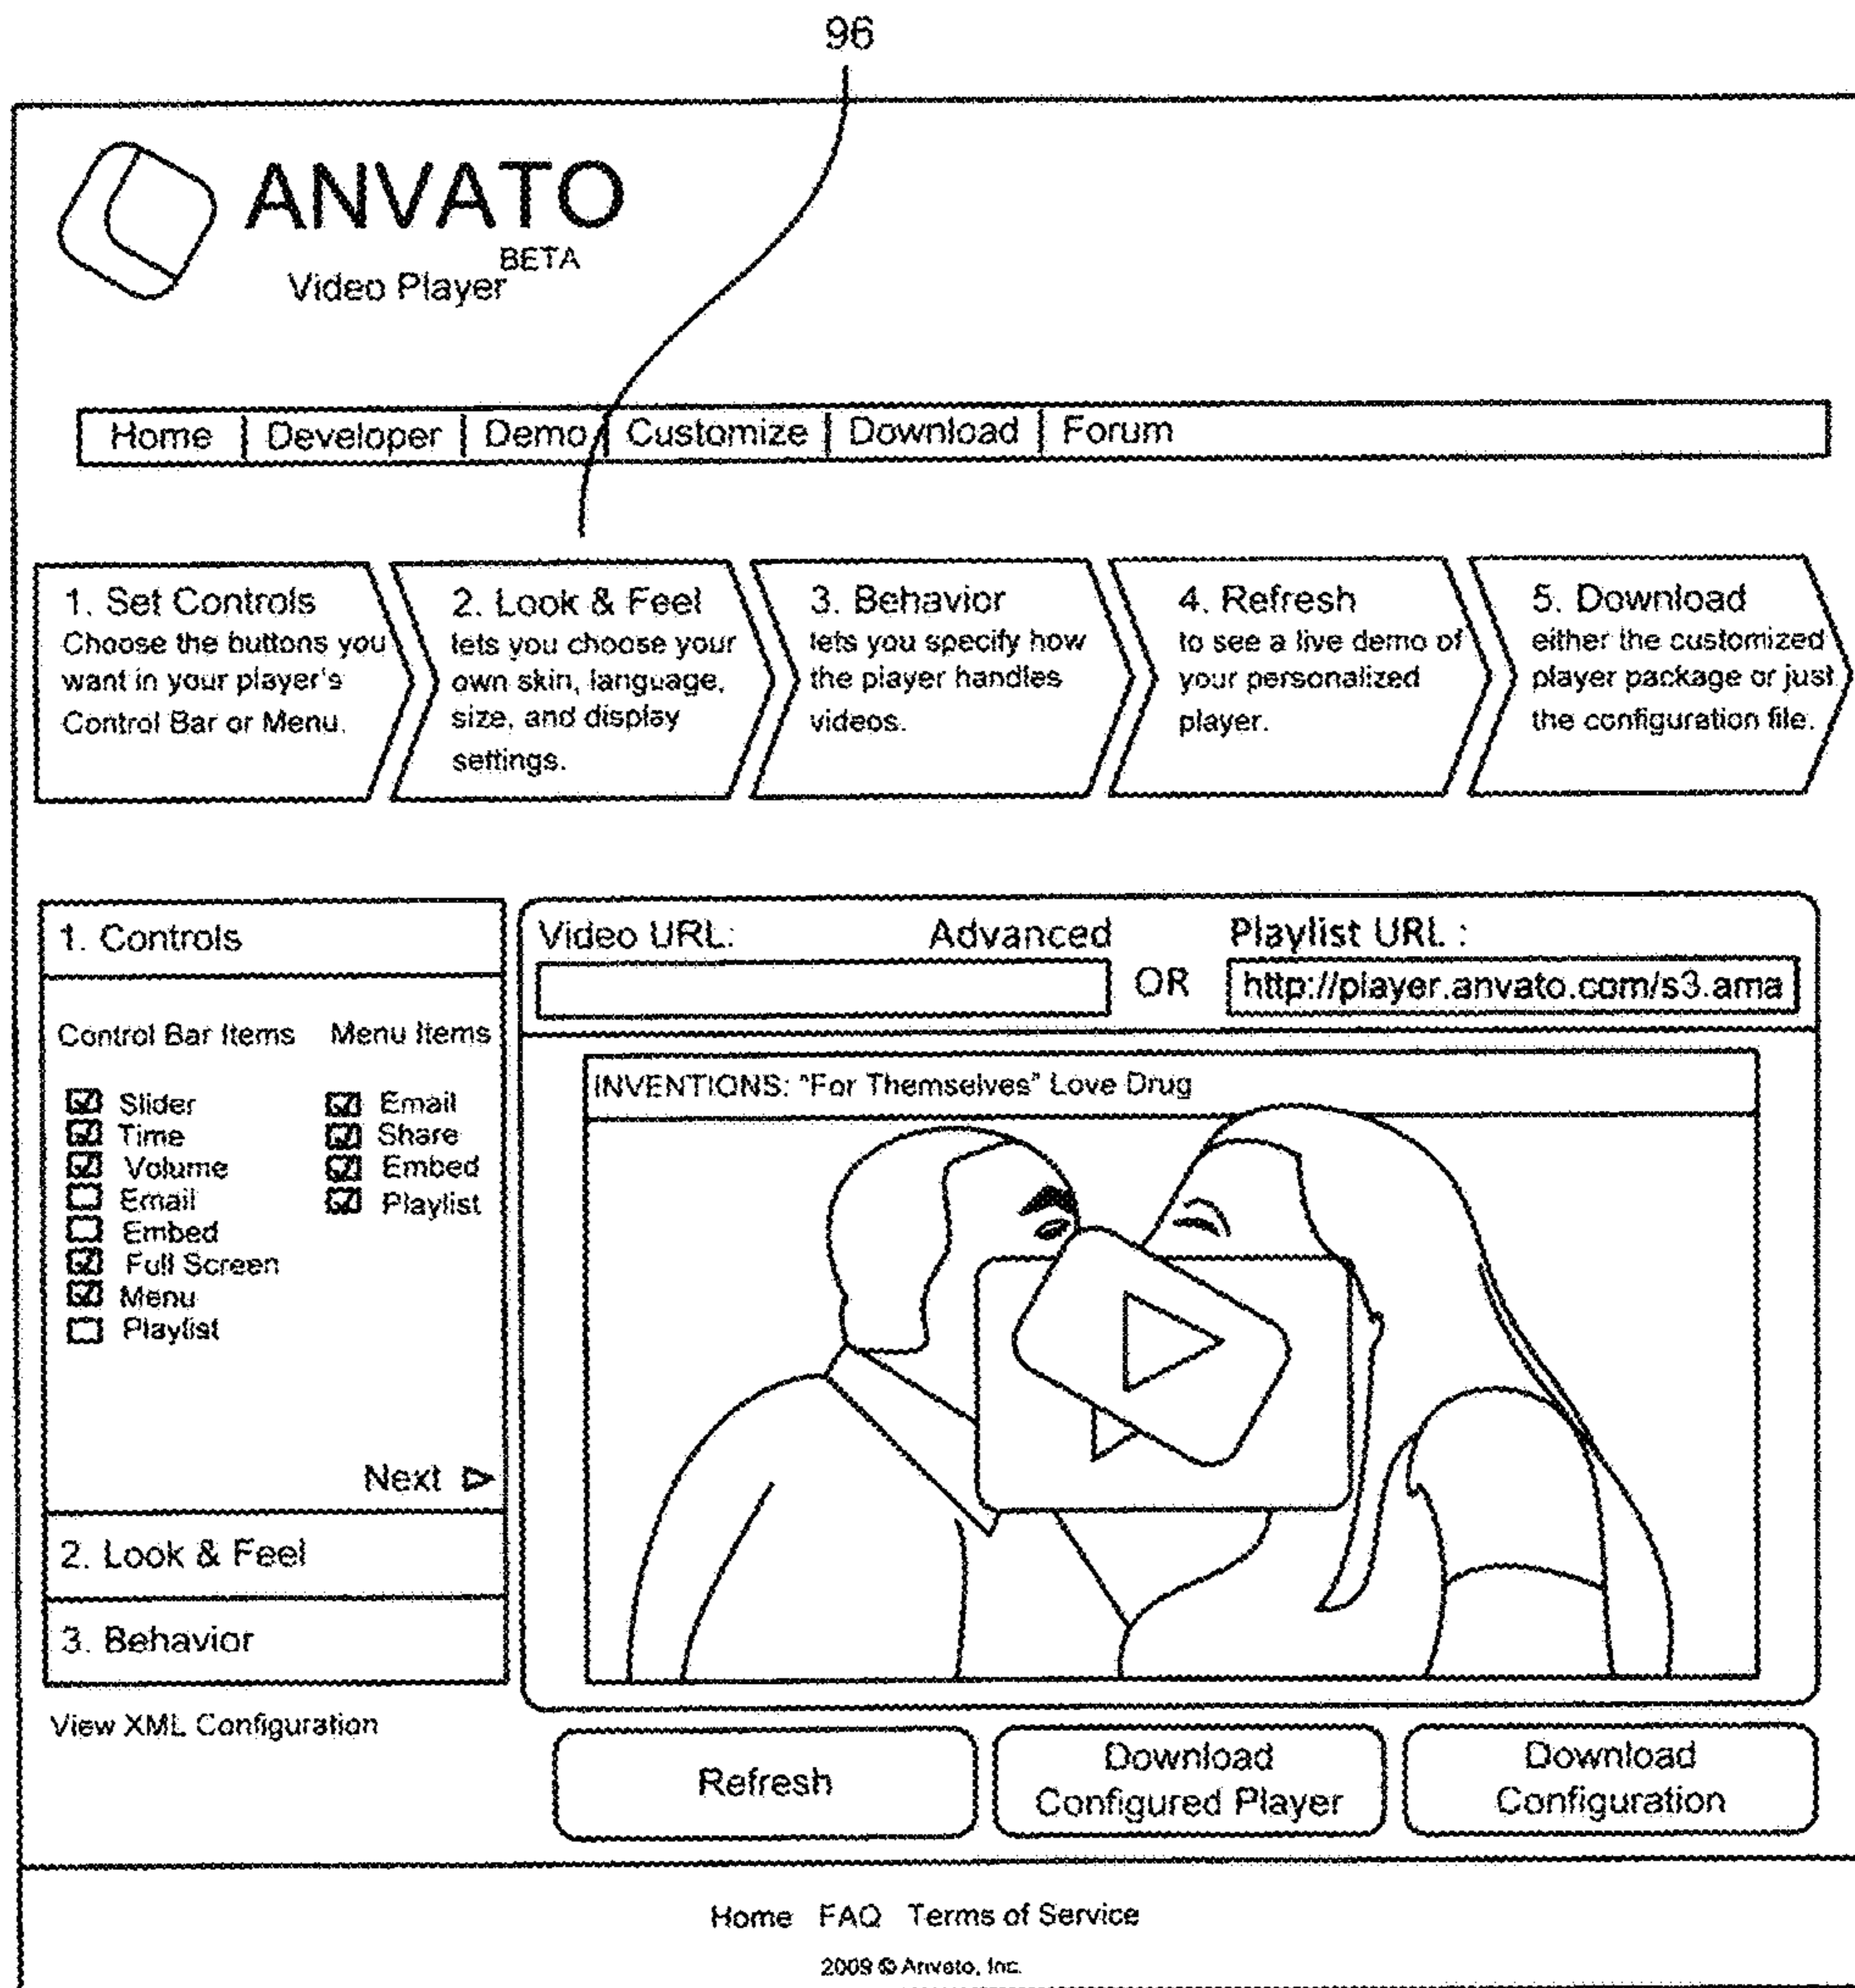 96
ANVATO
BETA
Video Player
Home | Developer | Demo | Customize | Download | Forum
1. Set Controls
Choose the buttons you
want in your player's
Control Bar or Menu.
2. Look & Feel
lets you choose your
own skin, language,
size, and display
settings.
3. Behavior
lets you specify how
the player handles
videos.
4. Refresh
to see a live demo of
your personalized
player.
5. Download
either the customized
player package or just
the configuration file.
1. Controls
Control Bar Items Menu Items
Slider Email
Time Share
Volume Embed
Email Playlist
Embed
Full Screen
Menu
Playlist
Next
2. Look & Feel
3. Behavior
View XML Configuration
Video URL: Advanced Playlist URL :
OR http://player.anvato.com/s3.ama
INVENTIONS: "For Themselves" Love Drug
Refresh
Download
Configured Player
Download
Configuration
Home FAQ Terms of Service
2009 © Anvato, Inc.